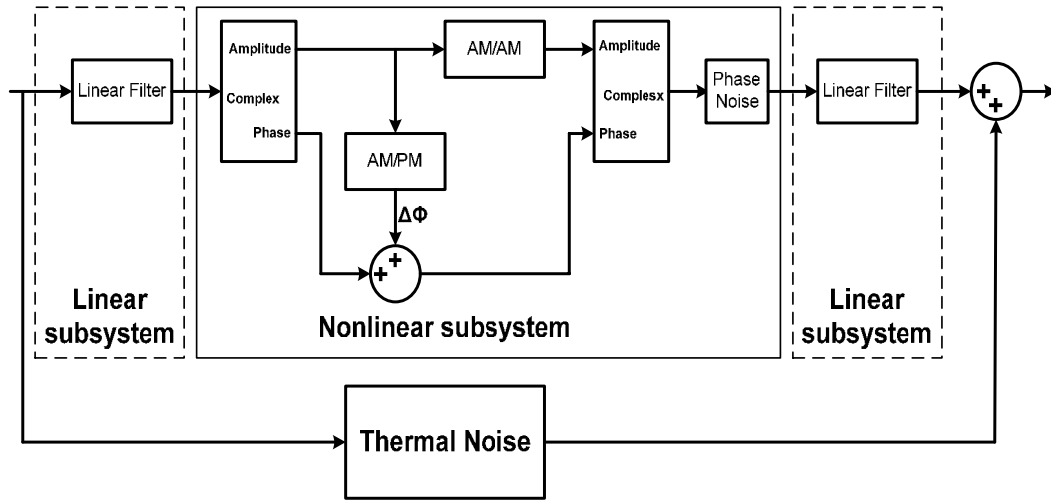 Linear Filter
Linear
subsystem
Amplitude
Complex
Phase
AM/AM
AM/PM
ΔΦ
+
+
Amplitude
Complesx
Phase
Phase
Noise
Nonlinear subsystem
Linear Filter
Linear
subsystem
+
+
Thermal Noise